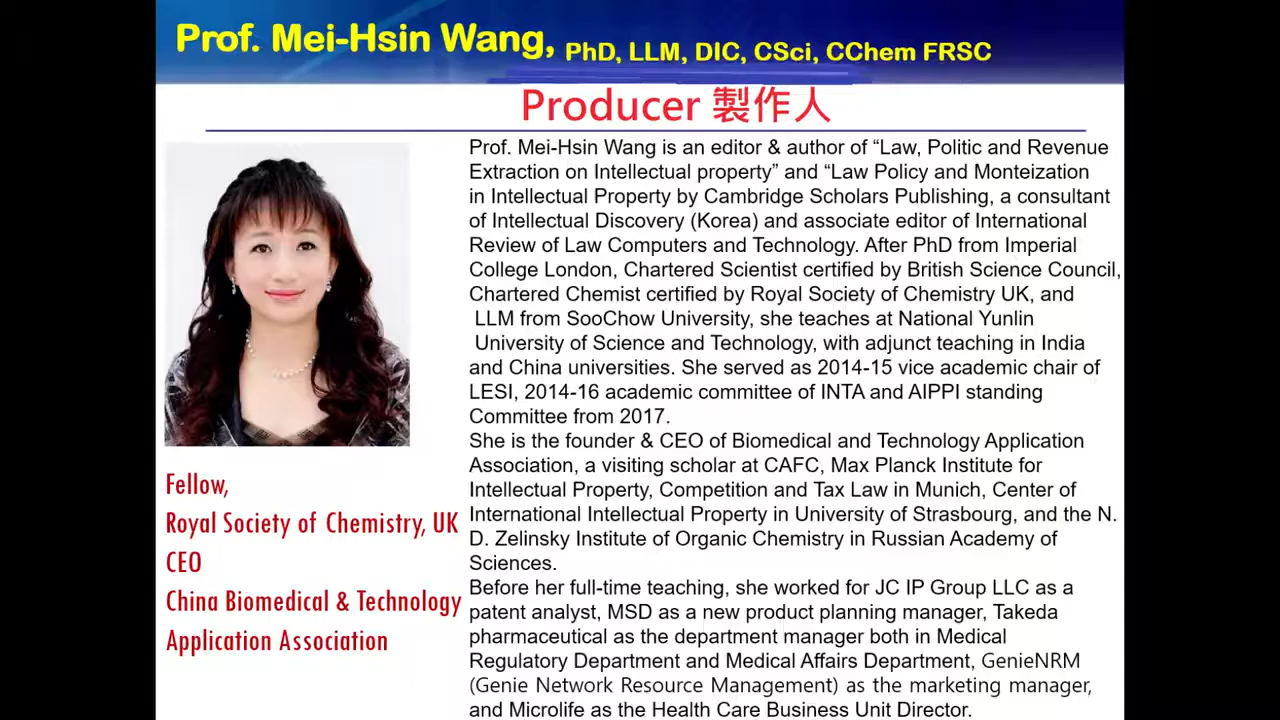 Prof. Mei-Hsin Wang, PhD, LLM, DIC, CSci, CChem FRSC
Producer 製作人
Prof. Mei-Hsin Wang is an editor & author of “Law, Politic and Revenue
Extraction on Intellectual property” and “Law Policy and Monteization
in Intellectual Property by Cambridge Scholars Publishing, a consultant
of Intellectual Discovery (Korea) and associate editor of International
Review of Law Computers and Technology. After PhD from Imperial
College London, Chartered Scientist certified by British Science Council,
Chartered Chemist certified by Royal Society of Chemistry UK, and
LLM from SooChow University, she teaches at National Yunlin
University of Science and Technology, with adjunct teaching in India
and China universities. She served as 2014-15 vice academic chair of
LESI, 2014-16 academic committee of INTA and AIPPI standing
Committee from 2017.
She is the founder & CEO of Biomedical and Technology Application
Association, a visiting scholar at CAFC, Max Planck Institute for
Intellectual Property, Competition and Tax Law in Munich, Center of
International Intellectual Property in University of Strasbourg, and the N.
D. Zelinsky Institute of Organic Chemistry in Russian Academy of
Sciences.
Before her full-time teaching, she worked for JC IP Group LLC as a
patent analyst, MSD as a new product planning manager, Takeda
pharmaceutical as the department manager both in Medical
Regulatory Department and Medical Affairs Department, GenieNRM
(Genie Network Resource Management) as the marketing manager,
and Microlife as the Health Care Business Unit Director.
Fellow,
Royal Society of Chemistry, UK
CEO
China Biomedical & Technology
Application Association